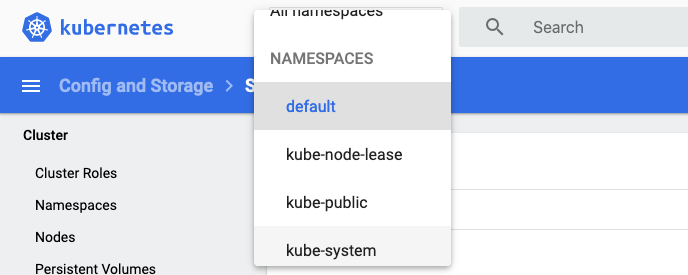 kubernetes
All namespaces
Search
NAMESPACES
Config and Storage > S
default
Cluster
kube-node-lease
Cluster Roles
Namespaces
kube-public
Nodes
kube-system
Persistent Volumes